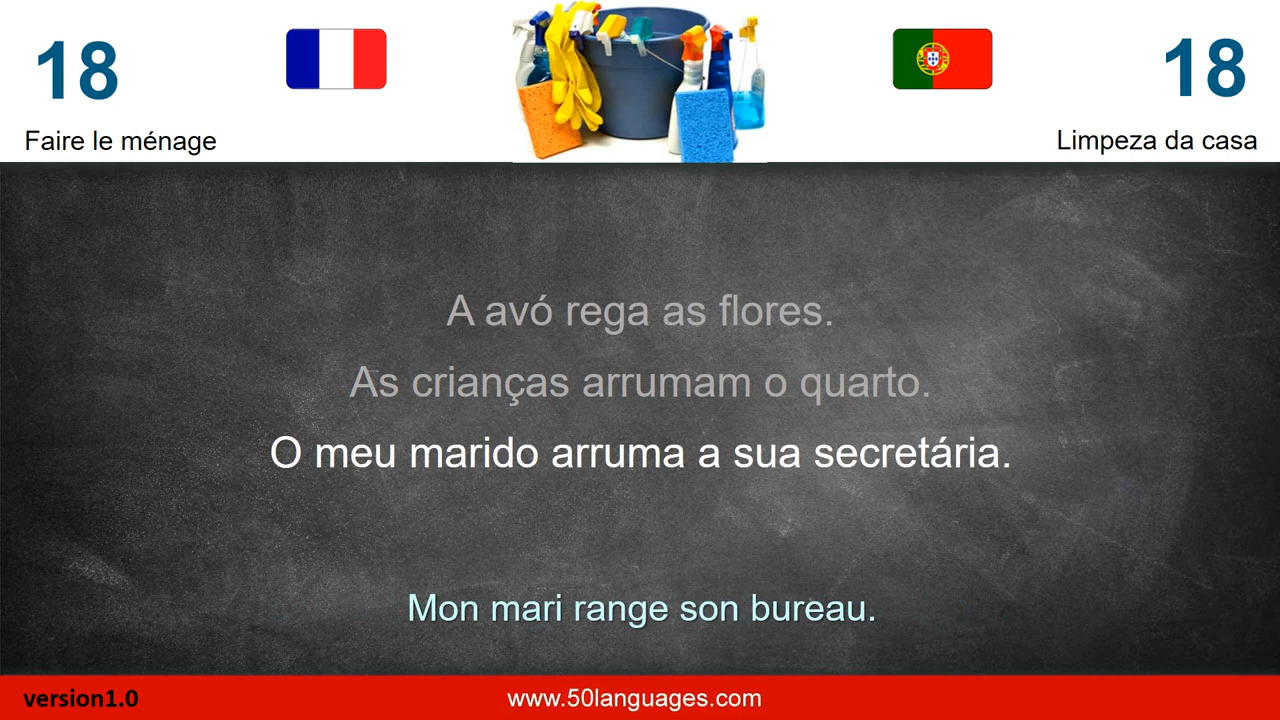 18
18
Faire le ménage
Limpeza da casa
A avó rega as flores.
As crianças arrumam o quarto.
O meu marido arruma a sua secretária.
Mon mari range son bureau.
version1.0
www.50languages.com